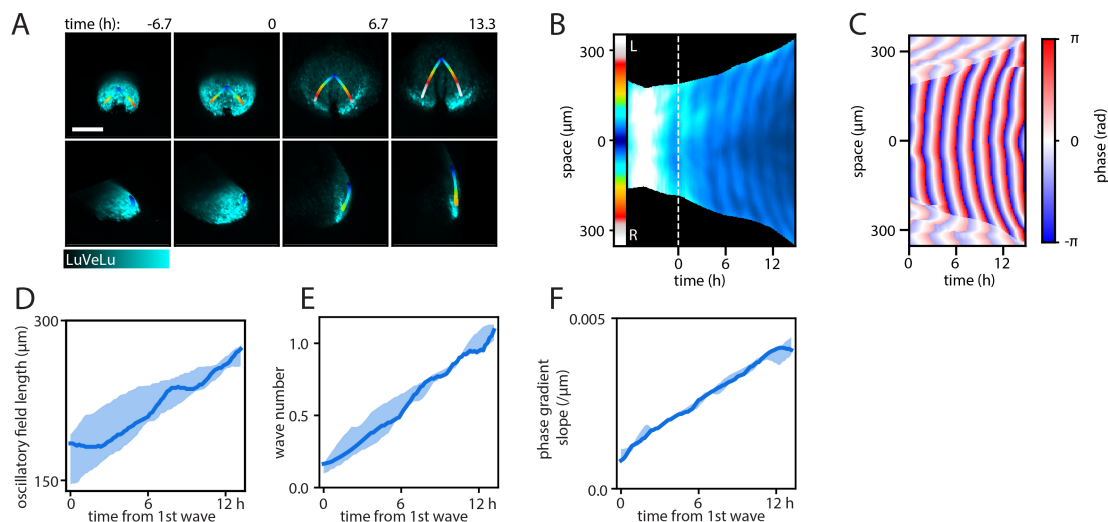 A
time (h): -6.7 0 6.7 13.3
LuVeLu
B
300
0
300
space (µm)
L
R
0 6 12
time (h)
C
300
0
300
space (µm)
0 6 12
time (h)
π
0
-π
phase (rad)
D
300
150
oscillatory field length (µm)
0 6 12 h
time from 1st wave
E
1.0
0.5
0.0
wave number
0 6 12 h
time from 1st wave
F
0.005
0.0
phase gradient
slope (/µm)
0 6 12 h
time from 1st wave